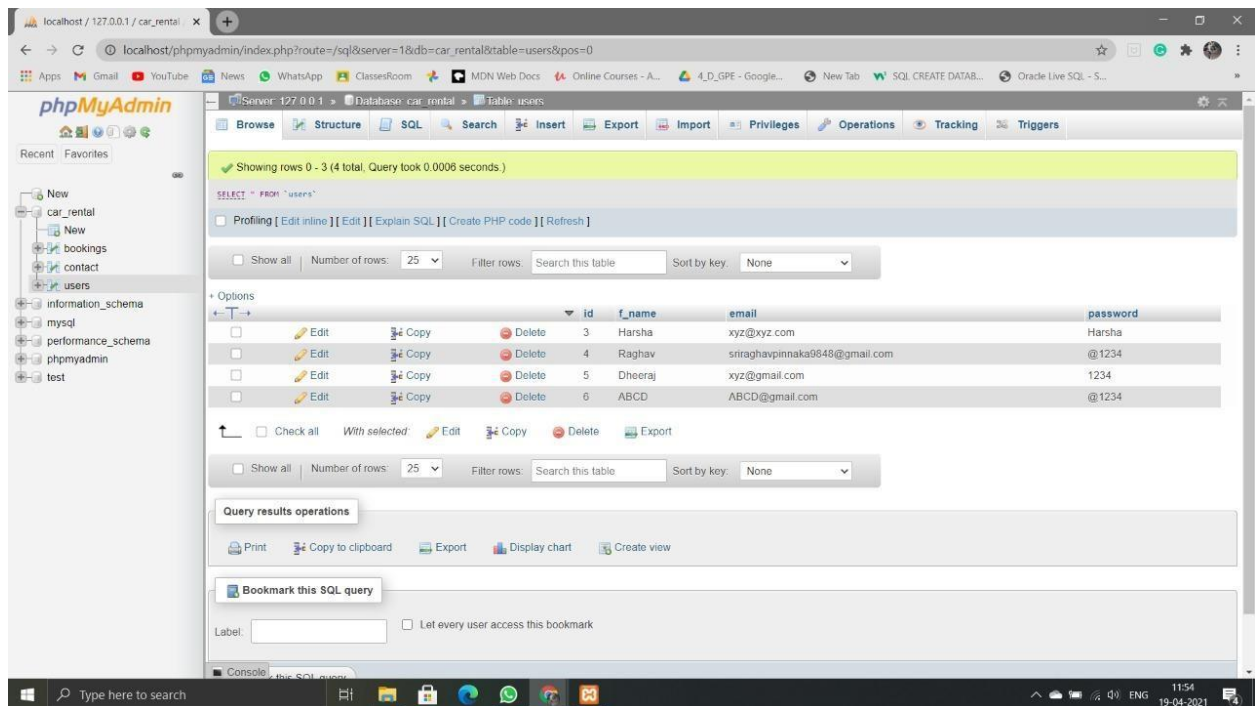 localhost / 127.0.0.1 / car_rental
localhost/phpmyadmin/index.php?route=/sql&server=1&db=car_rental&table=users&pos=0
Apps Gmail YouTube News WhatsApp ClassesRoom MDN Web Docs Online Courses - A... 4_D_GPE - Google... New Tab SQL CREATE DATAB... Oracle Live SQL - S...
phpMyAdmin
Recent Favorites
New
car_rental
New
bookings
contact
users
information_schema
mysql
performance_schema
phpmyadmin
test
Server: 127.0.0.1 » Database: car_rental » Table: users
Browse Structure SQL Search Insert Export Import Privileges Operations Tracking Triggers
Showing rows 0 - 3 (4 total, Query took 0.0006 seconds.)
SELECT * FROM `users`
Profiling [ Edit inline ] [ Edit ] [ Explain SQL ] [ Create PHP code ] [ Refresh ]
Show all | Number of rows: 25 Filter rows: Search this table Sort by key: None
+ Options
←T→ id f_name email password
Edit Copy Delete 3 Harsha xyz@xyz.com Harsha
Edit Copy Delete 4 Raghav sriraghavpinnaka9848@gmail.com @1234
Edit Copy Delete 5 Dheeraj xyz@gmail.com 1234
Edit Copy Delete 6 ABCD ABCD@gmail.com @1234
Check all With selected: Edit Copy Delete Export
Show all | Number of rows: 25 Filter rows: Search this table Sort by key: None
Query results operations
Print Copy to clipboard Export Display chart Create view
Bookmark this SQL query
Label: Let every user access this bookmark
Console this SQL query
Type here to search
ENG 11:54
19-04-2021
4